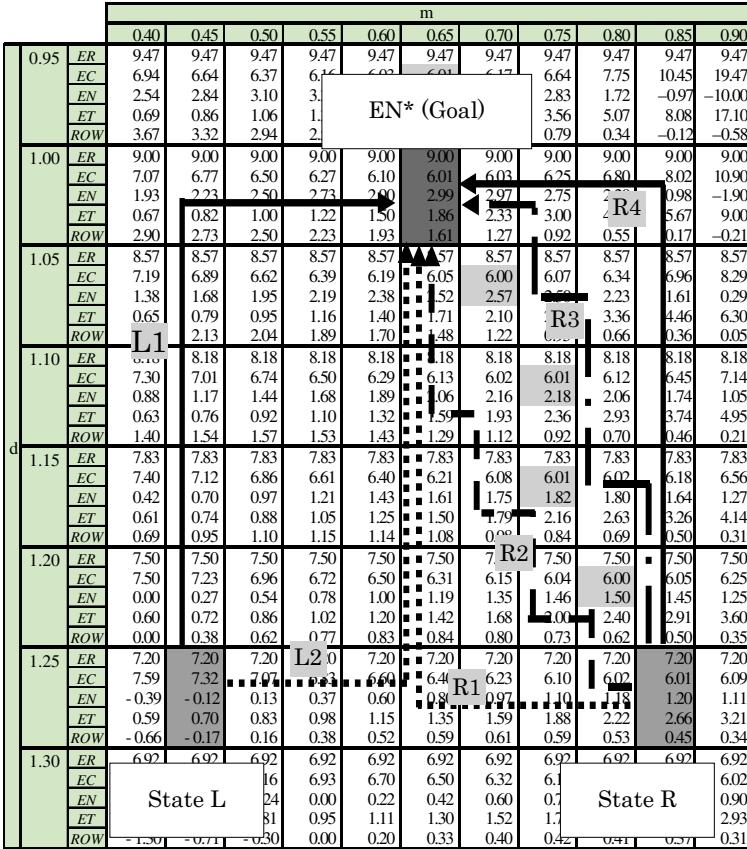 m
0.40 0.45 0.50 0.55 0.60 0.65 0.70 0.75 0.80 0.85 0.90
0.95 ER 9.47 9.47 9.47 9.47 9.47 9.47 9.47 9.47 9.47 9.47 9.47
EC 6.94 6.64 6.37 6.64 7.75 10.45 19.47
EN 2.54 2.84 3.10 2.83 1.72 –0.97 –10.00
ET 0.69 0.86 1.06 3.56 5.07 8.08 17.10
ROW 3.67 3.32 2.94 0.79 0.34 –0.12 –0.58
EN* (Goal)
1.00 ER 9.00 9.00 9.00 9.00 9.00 9.00 9.00 9.00 9.00 9.00 9.00
EC 7.07 6.77 6.50 6.27 6.10 6.01 6.03 6.25 6.80 8.02 10.90
EN 1.93 2.23 2.50 2.73 2.90 2.99 2.97 2.75 0.98 -1.90
ET 0.67 0.82 1.00 1.22 1.50 1.86 2.33 3.00 5.67 9.00
ROW 2.90 2.73 2.50 2.23 1.93 1.61 1.27 0.92 0.55 0.17 -0.21
R4
1.05 ER 8.57 8.57 8.57 8.57 8.57 8.57 8.57 8.57 8.57 8.57 8.57
EC 7.19 6.89 6.62 6.39 6.19 6.05 6.00 6.07 6.34 6.96 8.29
EN 1.38 1.68 1.95 2.19 2.38 2.52 2.57 2.23 1.61 0.29
ET 0.65 0.79 0.95 1.16 1.40 1.71 2.10 3.36 4.46 6.30
ROW 2.13 2.04 1.89 1.70 1.48 1.22 0.66 0.36 0.05
R3
L1
1.10 ER 8.18 8.18 8.18 8.18 8.18 8.18 8.18 8.18 8.18 8.18
EC 7.30 7.01 6.74 6.50 6.29 6.13 6.02 6.01 6.12 6.45 7.14
EN 0.88 1.17 1.44 1.68 1.89 2.06 2.16 2.18 2.06 1.74 1.05
ET 0.63 0.76 0.92 1.10 1.32 1.59 1.93 2.36 2.93 3.74 4.95
ROW 1.40 1.54 1.57 1.53 1.43 1.29 1.12 0.92 0.70 0.46 0.21
d
1.15 ER 7.83 7.83 7.83 7.83 7.83 7.83 7.83 7.83 7.83 7.83 7.83
EC 7.40 7.12 6.86 6.61 6.40 6.21 6.08 6.01 6.02 6.18 6.56
EN 0.42 0.70 0.97 1.21 1.43 1.61 1.75 1.82 1.80 1.64 1.27
ET 0.61 0.74 0.88 1.05 1.25 1.50 1.79 2.16 2.63 3.26 4.14
ROW 0.69 0.95 1.10 1.15 1.14 1.08 0.84 0.69 0.50 0.31
R2
1.20 ER 7.50 7.50 7.50 7.50 7.50 7.50 7.50 7.50 7.50 7.50
EC 7.50 7.23 6.96 6.72 6.50 6.31 6.15 6.04 6.00 6.05 6.25
EN 0.00 0.27 0.54 0.78 1.00 1.19 1.35 1.46 1.50 1.45 1.25
ET 0.60 0.72 0.86 1.02 1.20 1.42 1.68 2.00 2.40 2.91 3.60
ROW 0.00 0.38 0.62 0.77 0.83 0.84 0.80 0.73 0.62 0.50 0.35
L2
1.25 ER 7.20 7.20 7.20 7.20 7.20 7.20 7.20 7.20 7.20 7.20
EC 7.59 7.32 7.07 6.60 6.23 6.10 6.02 6.01 6.09
EN - 0.39 - 0.12 0.13 0.37 0.60 0.97 1.10 1.18 1.20 1.11
ET 0.59 0.70 0.83 0.98 1.15 1.35 1.59 1.88 2.22 2.66 3.21
ROW - 0.66 - 0.17 0.16 0.38 0.52 0.59 0.61 0.59 0.53 0.45 0.34
R1
1.30 ER 6.92 6.92 6.92 6.92 6.92 6.92 6.92 6.92 6.92 6.92 6.92
EC 6.93 6.70 6.50 6.32 6.02
EN 0.00 0.22 0.42 0.60 0.90
ET 0.95 1.11 1.30 1.52 2.93
ROW 0.00 0.20 0.33 0.40 0.42 0.31
State L
State R